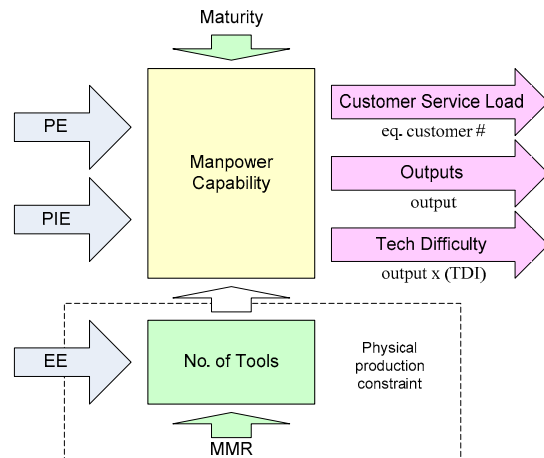 Maturity
PE
PIE
Manpower
Capability
Customer Service Load
eq. customer #
Outputs
output
Tech Difficulty
output x (TDI)
EE
No. of Tools
Physical
production
constraint
MMR